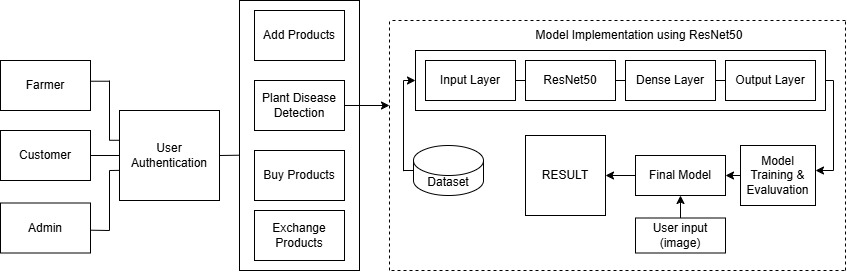 Farmer
Customer
Admin
User
Authentication
Add Products
Plant Disease
Detection
Buy Products
Exchange
Products
Model Implementation using ResNet50
Input Layer
ResNet50
Dense Layer
Output Layer
Dataset
RESULT
Final Model
Model
Training &
Evaluvation
User input
(image)